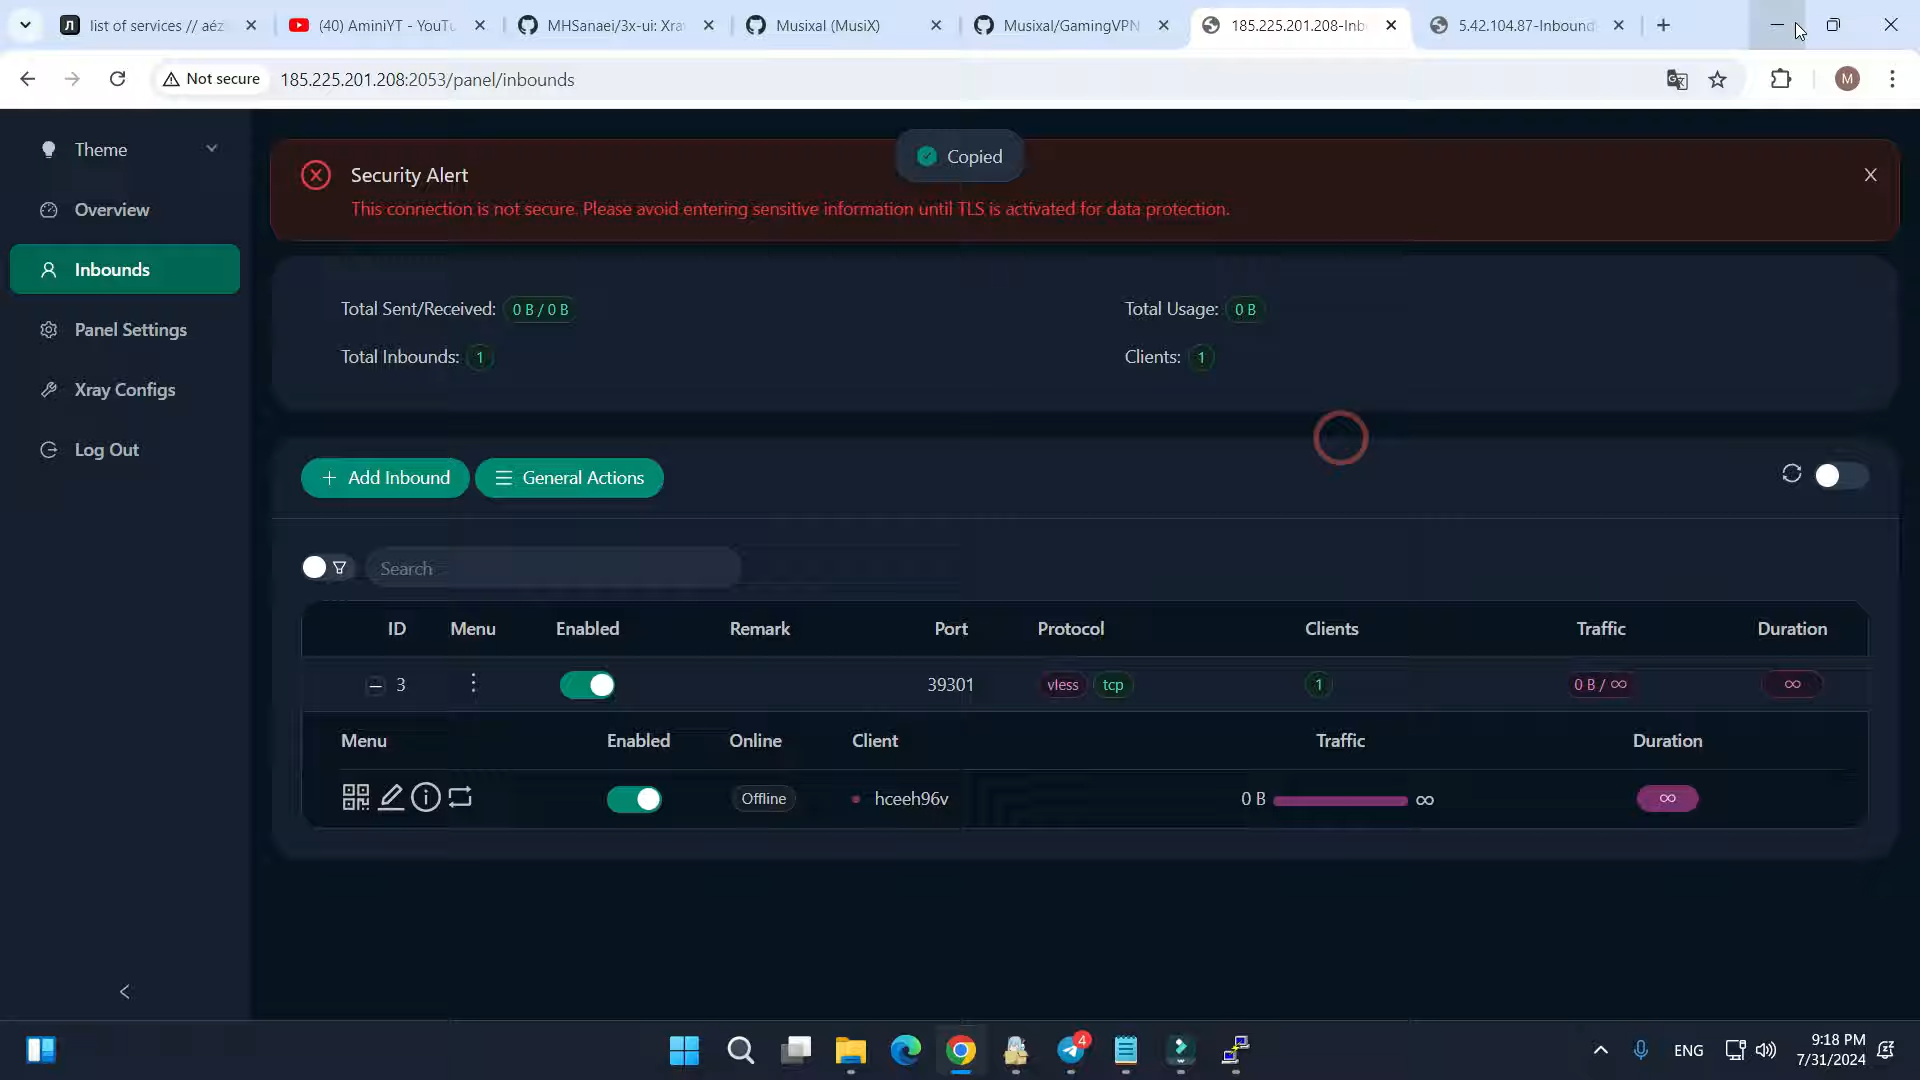 list of services // aéz
(40) AminiYT - YouTu
MHSanaei/3x-ui: Xra
Musixal (MusiX)
Musixal/GamingVPN
185.225.201.208-Inb
5.42.104.87-Inbound
Not secure
185.225.201.208:2053/panel/inbounds
M
Theme
Overview
Inbounds
Panel Settings
Xray Configs
Log Out
Copied
Security Alert
This connection is not secure. Please avoid entering sensitive information until TLS is activated for data protection.
Total Sent/Received: 0 B / 0 B
Total Usage: 0 B
Total Inbounds: 1
Clients: 1
+ Add Inbound
General Actions
Search
ID Menu Enabled Remark Port Protocol Clients Traffic Duration
3 39301 vless tcp 1 0 B / ∞ ∞
Menu Enabled Online Client Traffic Duration
Offline hceeh96v 0 B ∞ ∞
4
ENG
9:18 PM
7/31/2024